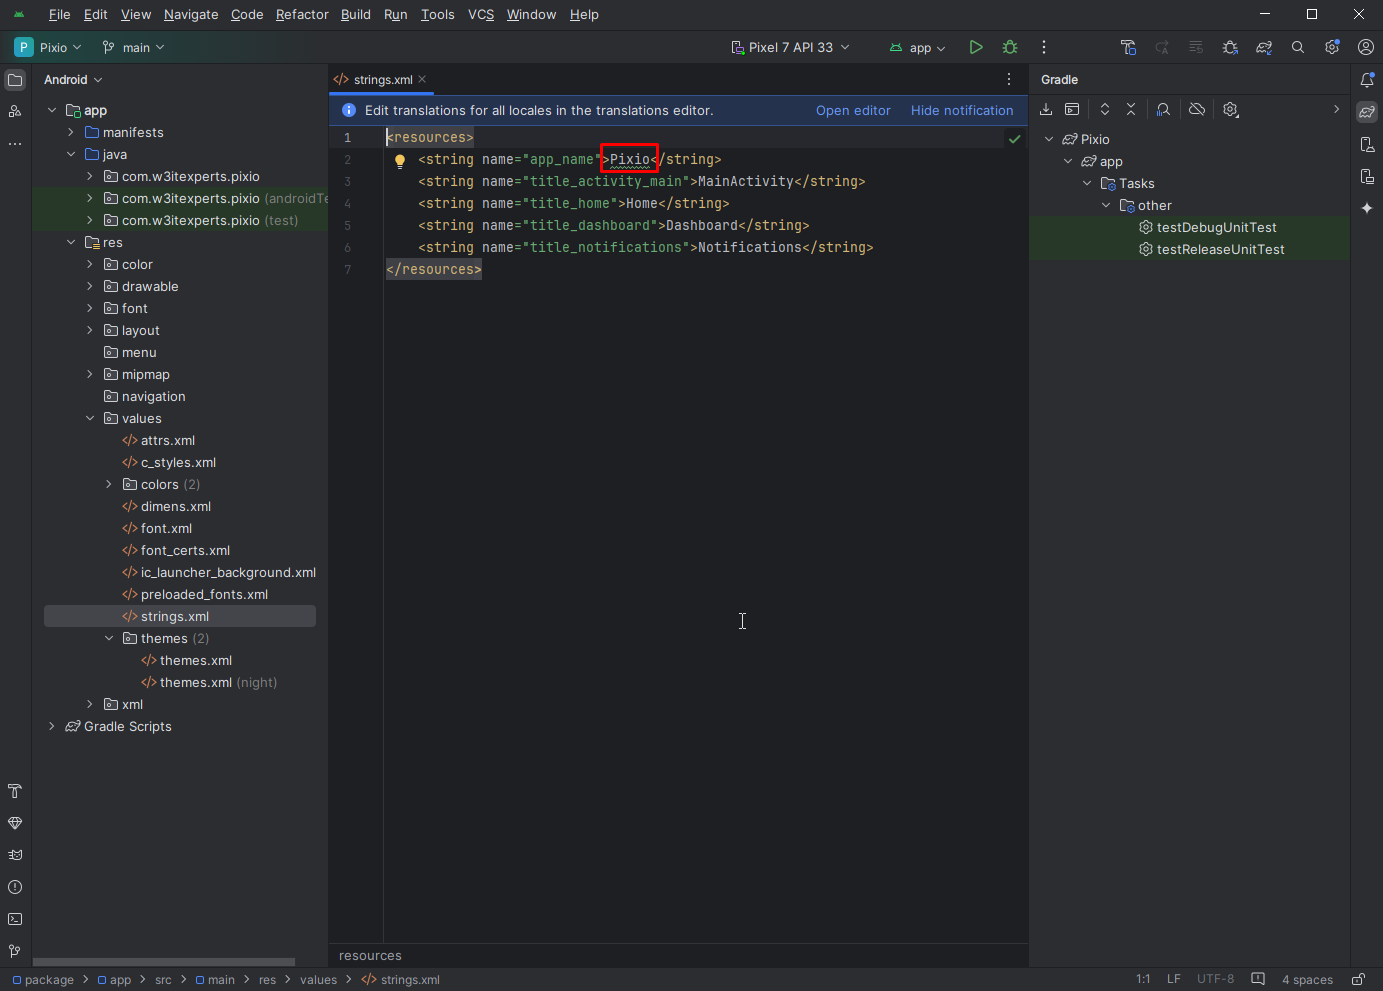 File Edit View Navigate Code Refactor Build Run Tools VCS Window Help
P Pixio main Pixel 7 API 33 app
Android
app
manifests
java
com.w3itexperts.pixio
com.w3itexperts.pixio (androidTe
com.w3itexperts.pixio (test)
res
color
drawable
font
layout
menu
mipmap
navigation
values
attrs.xml
c_styles.xml
colors (2)
dimens.xml
font.xml
font_certs.xml
ic_launcher_background.xml
preloaded_fonts.xml
strings.xml
themes (2)
themes.xml
themes.xml (night)
xml
Gradle Scripts
strings.xml
Edit translations for all locales in the translations editor. Open editor Hide notification
1 <resources>
2 <string name="app_name">Pixio</string>
3 <string name="title_activity_main">MainActivity</string>
4 <string name="title_home">Home</string>
5 <string name="title_dashboard">Dashboard</string>
6 <string name="title_notifications">Notifications</string>
7 </resources>
resources
Gradle
Pixio
app
Tasks
other
testDebugUnitTest
testReleaseUnitTest
package > app > src > main > res > values > strings.xml
1:1 LF UTF-8 4 spaces